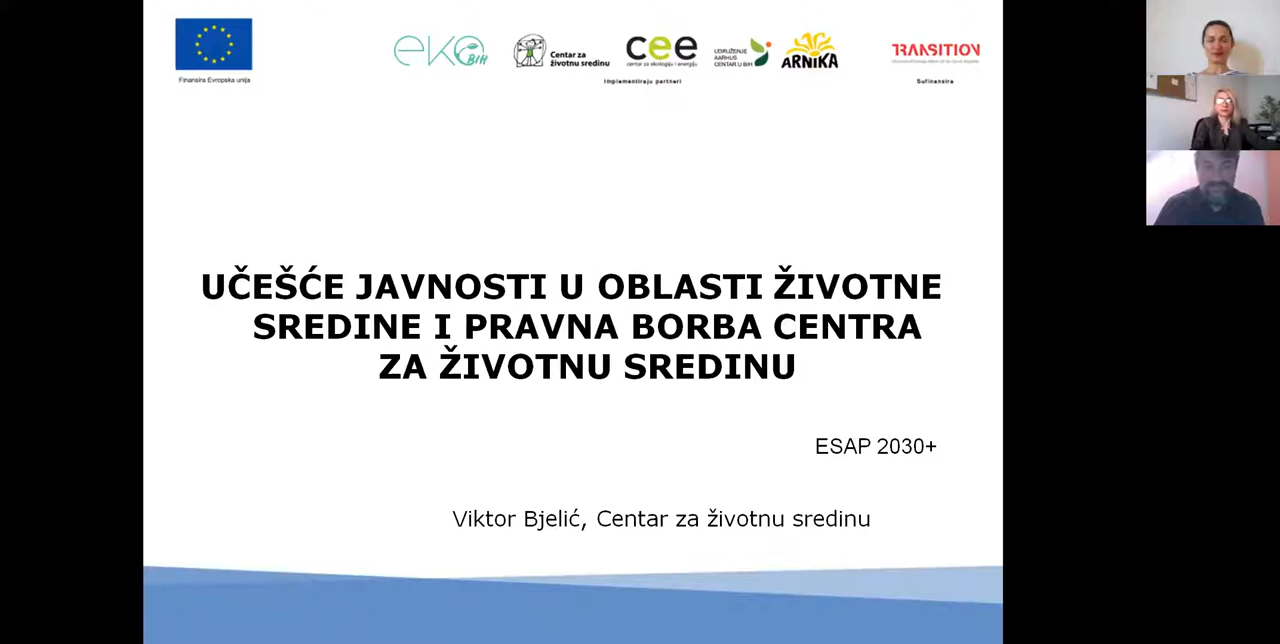 Finansira Evropska unija
eko BIH
Centar za
životnu sredinu
cee
centar za ekologiju i energiju
UDRUŽENJE
AARHUS
CENTAR U BIH
ARNIKA
Implementiraju partneri
TRANSITION
Sufinansira
UČEŠĆE JAVNOSTI U OBLASTI ŽIVOTNE
SREDINE I PRAVNA BORBA CENTRA
ZA ŽIVOTNU SREDINU
ESAP 2030+
Viktor Bjelić, Centar za životnu sredinu